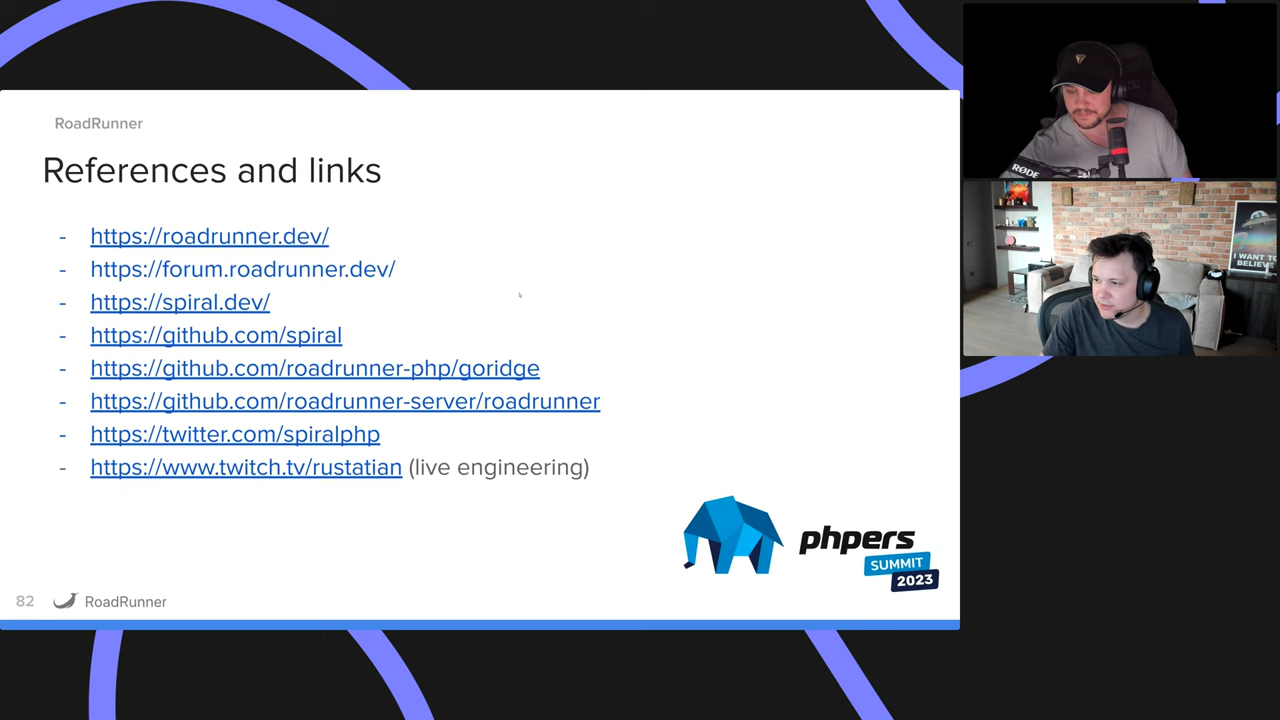 RoadRunner
References and links
- https://roadrunner.dev/
- https://forum.roadrunner.dev/
- https://spiral.dev/
- https://github.com/spiral
- https://github.com/roadrunner-php/goridge
- https://github.com/roadrunner-server/roadrunner
- https://twitter.com/spiralphp
- https://www.twitch.tv/rustatian (live engineering)
phpers
SUMMIT
2023
82 RoadRunner
RØDE
I WANT TO
BELIEVE